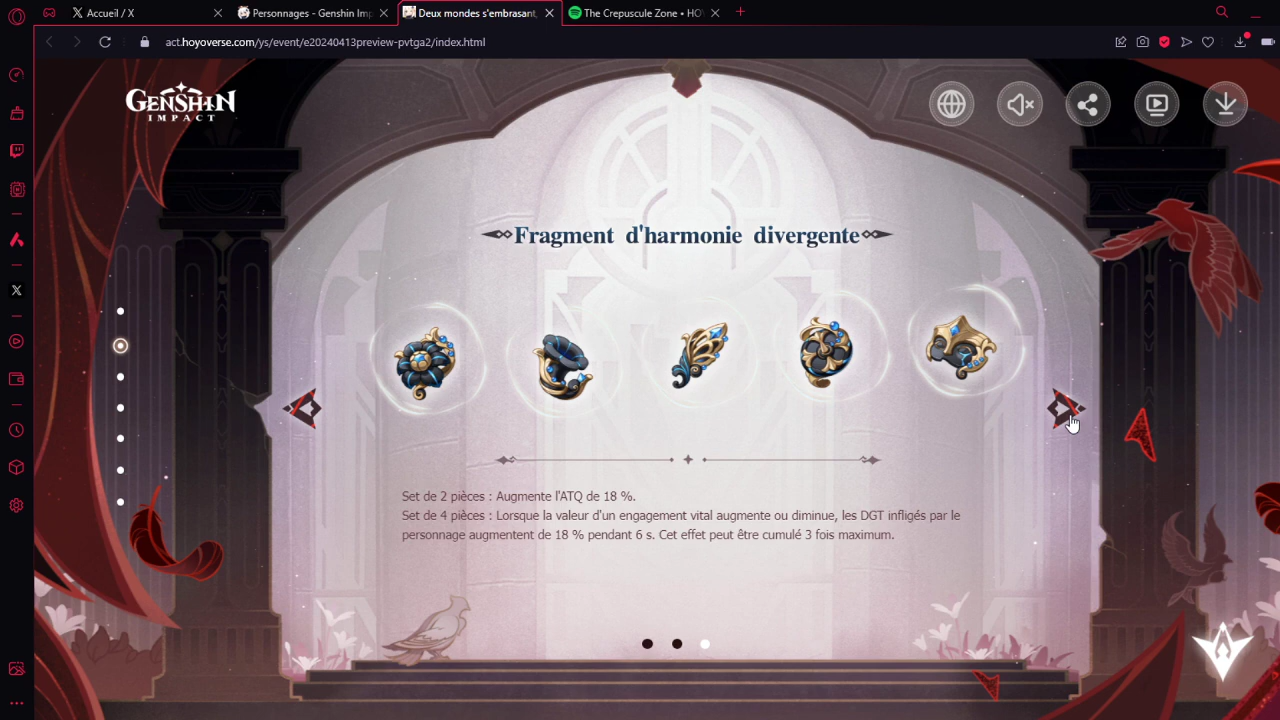 Accueil / X
Personnages - Genshin Imp
Deux mondes s'embrasant,
The Crepuscule Zone • HO
act.hoyoverse.com/ys/event/e20240413preview-pvtga2/index.html
GENSHIN
IMPACT
Fragment d'harmonie divergente
Set de 2 pièces : Augmente l'ATQ de 18 %.
Set de 4 pièces : Lorsque la valeur d'un engagement vital augmente ou diminue, les DGT infligés par le
personnage augmentent de 18 % pendant 6 s. Cet effet peut être cumulé 3 fois maximum.